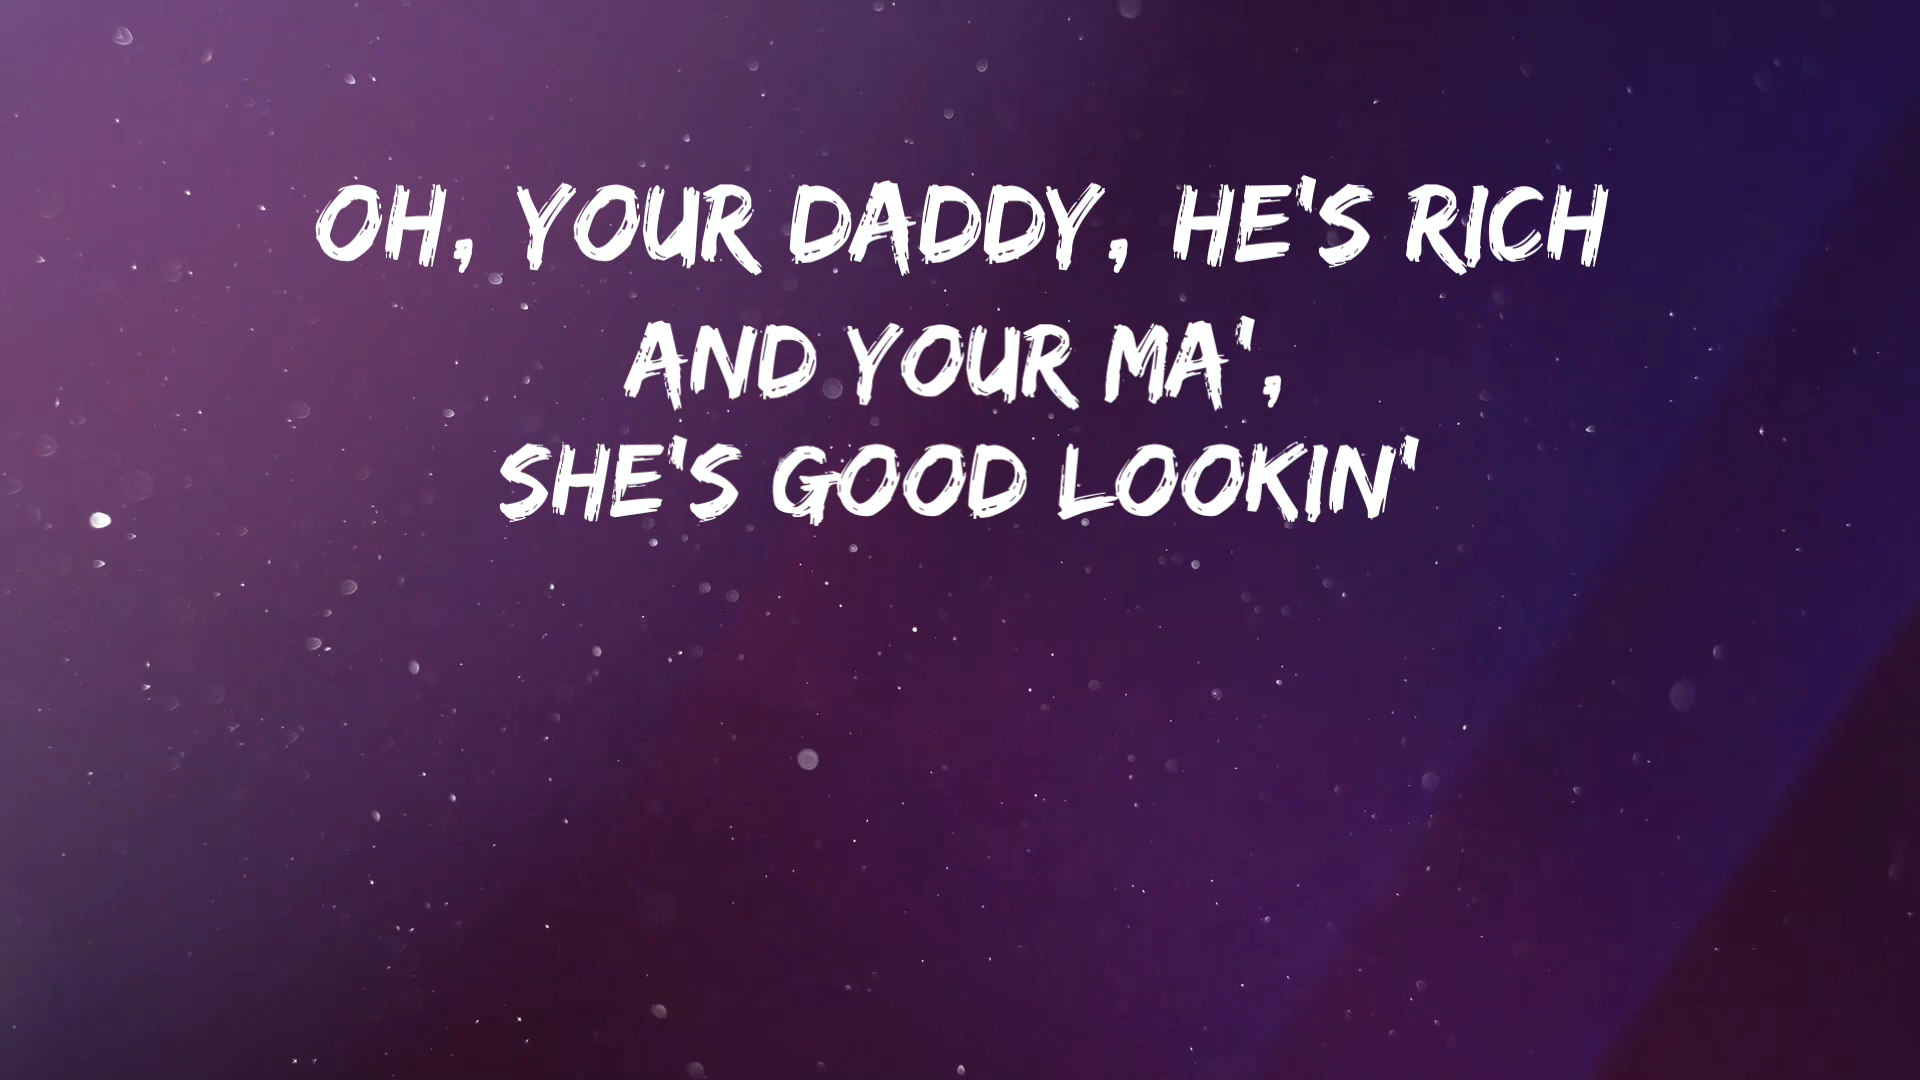 OH, YOUR DADDY, HE'S RICH
AND YOUR MA',
SHE'S GOOD LOOKIN'